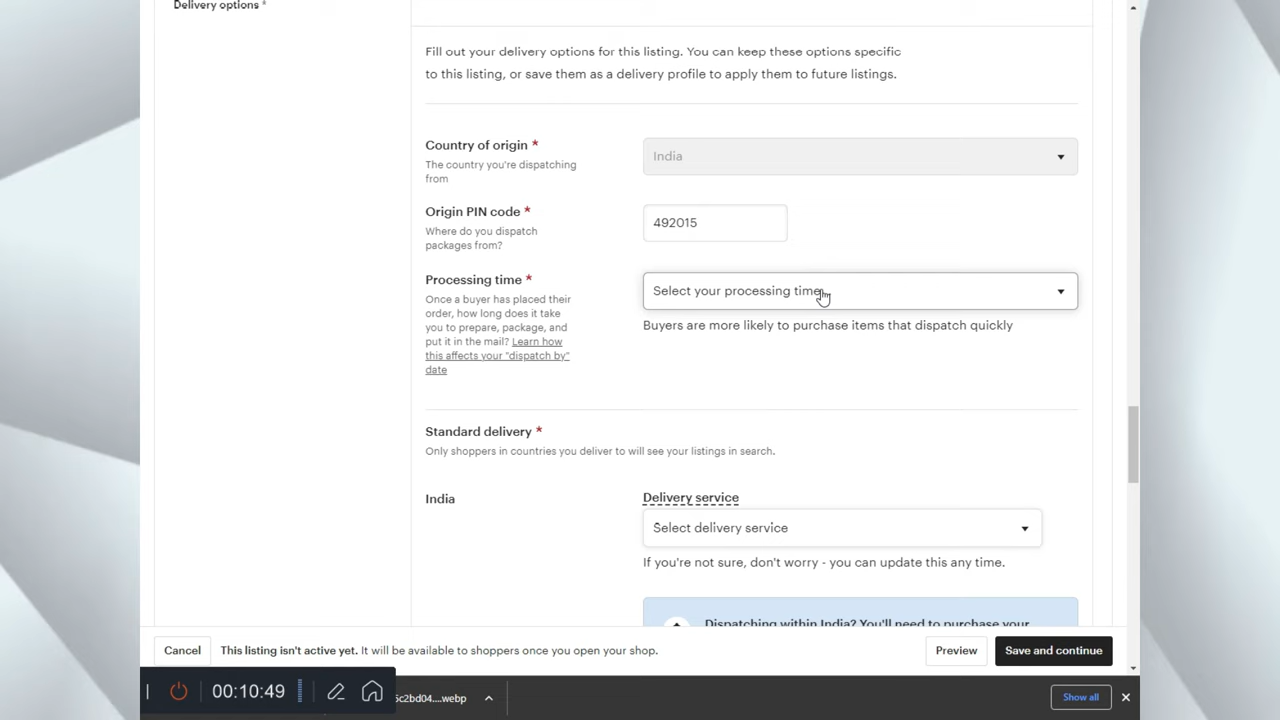 Delivery options *
Fill out your delivery options for this listing. You can keep these options specific
to this listing, or save them as a delivery profile to apply them to future listings.
Country of origin *
The country you're dispatching
from
India
Origin PIN code *
Where do you dispatch
packages from?
492015
Processing time *
Once a buyer has placed their
order, how long does it take
you to prepare, package, and
put it in the mail? Learn how
this affects your "dispatch by"
date
Select your processing time
Buyers are more likely to purchase items that dispatch quickly
Standard delivery *
Only shoppers in countries you deliver to will see your listings in search.
India
Delivery service
Select delivery service
If you're not sure, don't worry - you can update this any time.
Dispatching within India? You'll need to purchase your
Cancel
This listing isn't active yet. It will be available to shoppers once you open your shop.
Preview
Save and continue
00:10:49
5c2bd04....webp
Show all